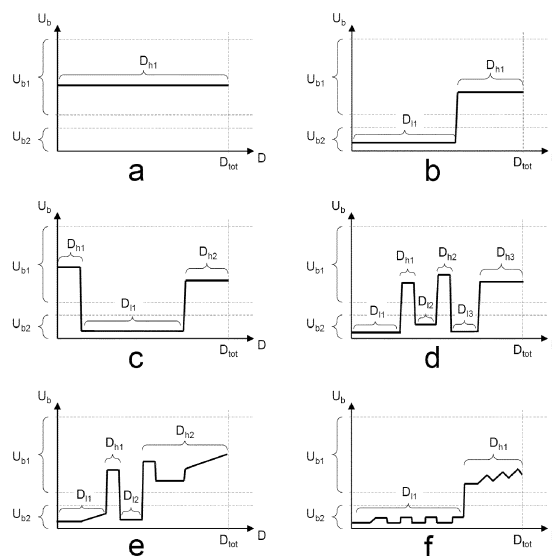 U_b
D_h1
U_b1
U_b2
D_tot D
a
U_b
D_h1
U_b1
D_l1
U_b2
D_tot D
b
U_b
D_h1
D_h2
U_b1
D_l1
U_b2
D_tot D
c
U_b
D_h1
D_h2
D_h3
U_b1
D_l1
D_l2
D_l3
U_b2
D_tot D
d
U_b
D_h1
D_h2
U_b1
D_l1
D_l2
U_b2
D_tot D
e
U_b
D_h1
U_b1
D_l1
U_b2
D_tot D
f